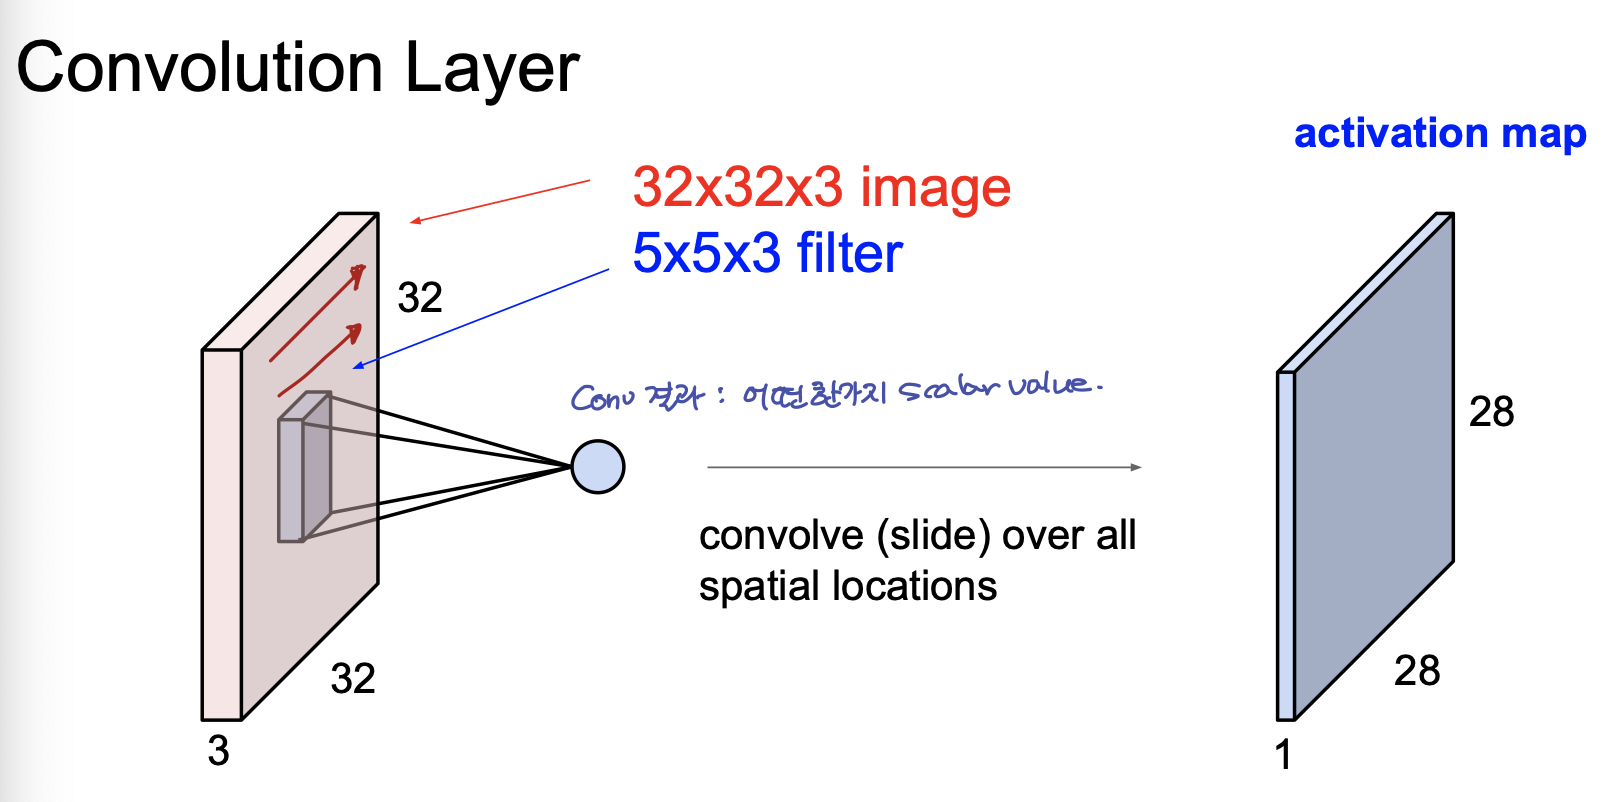 Convolution Layer
activation map
32x32x3 image
5x5x3 filter
32
Conv 결과 : 어떤 한가지 scalar value.
28
convolve (slide) over all
spatial locations
32
28
3
1